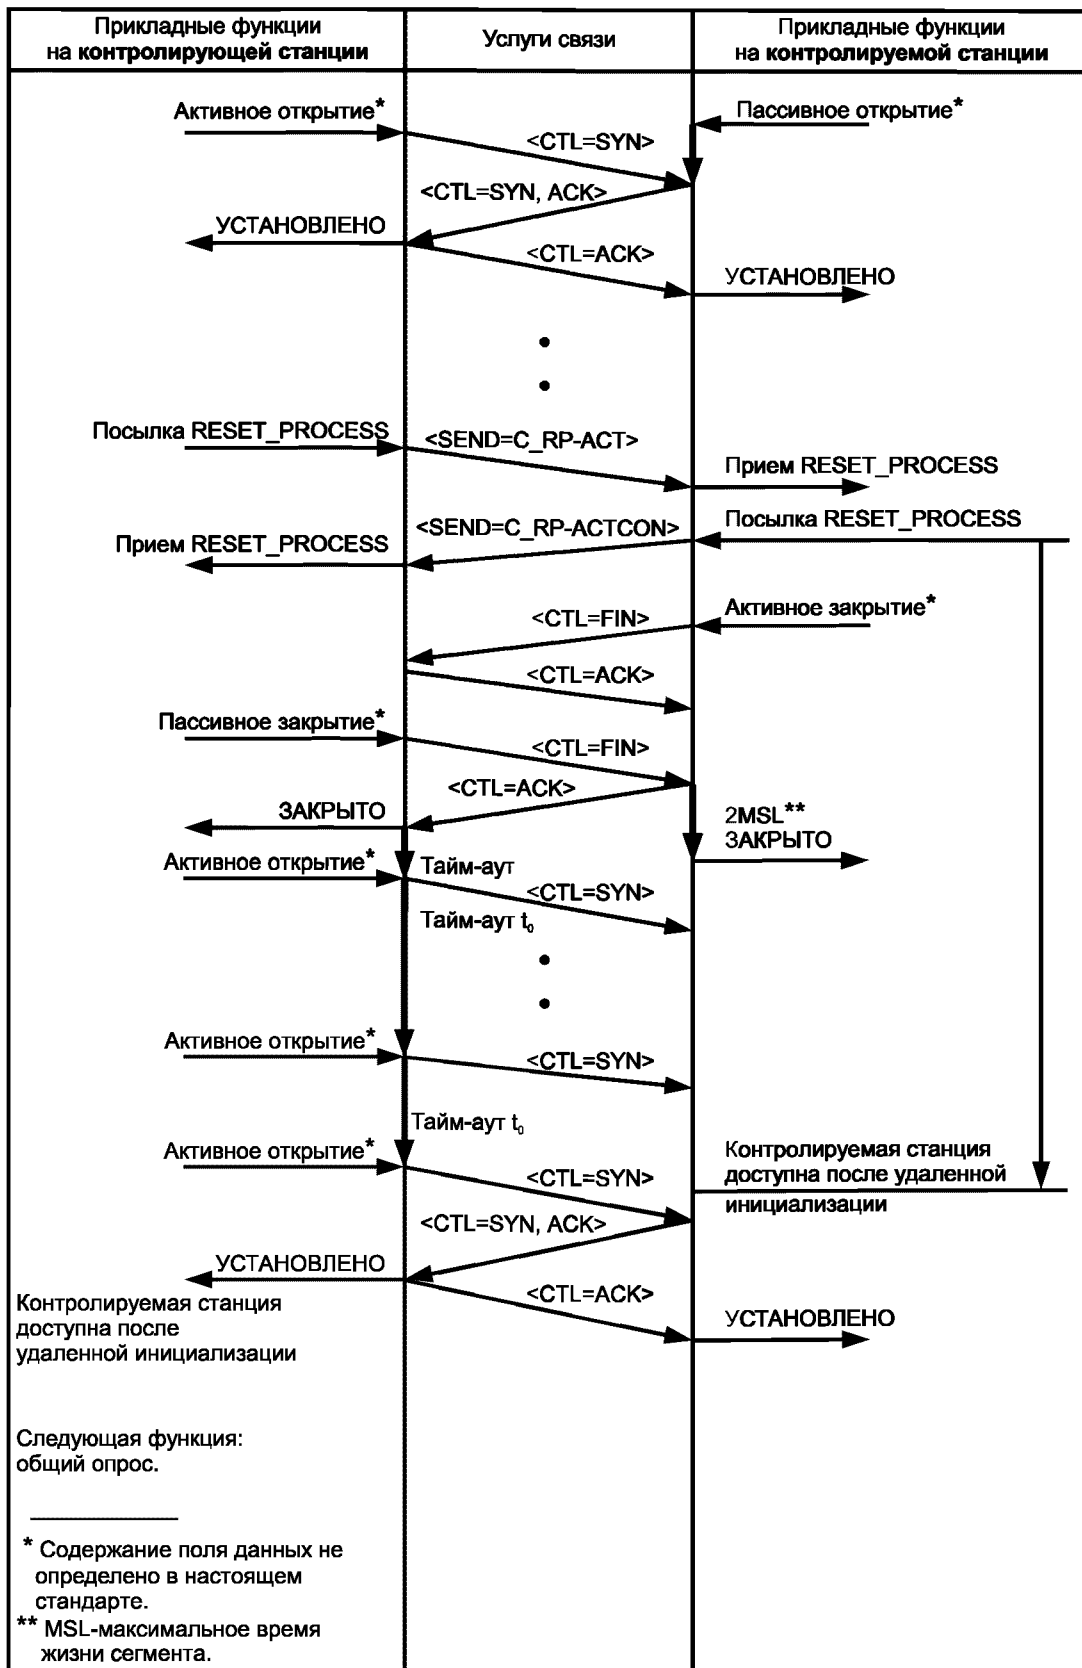 Прикладные функции
на контролирующей станции
Услуги связи
Прикладные функции
на контролируемой станции
Активное открытие*
Пассивное открытие*
<CTL=SYN>
<CTL=SYN, ACK>
УСТАНОВЛЕНО
<CTL=ACK>
УСТАНОВЛЕНО
Посылка RESET_PROCESS
<SEND=C_RP-ACT>
Прием RESET_PROCESS
Посылка RESET_PROCESS
<SEND=C_RP-ACTCON>
Прием RESET_PROCESS
Активное закрытие*
<CTL=FIN>
<CTL=ACK>
Пассивное закрытие*
<CTL=FIN>
<CTL=ACK>
ЗАКРЫТО
2MSL**
ЗАКРЫТО
Активное открытие*
Тайм-аут
<CTL=SYN>
Тайм-аут t₀
Активное открытие*
<CTL=SYN>
Тайм-аут t₀
Активное открытие*
<CTL=SYN>
Контролируемая станция
доступна после удаленной
инициализации
<CTL=SYN, ACK>
УСТАНОВЛЕНО
<CTL=ACK>
УСТАНОВЛЕНО
Контролируемая станция
доступна после
удаленной инициализации
Следующая функция:
общий опрос.
* Содержание поля данных не
определено в настоящем
стандарте.
** MSL-максимальное время
жизни сегмента.